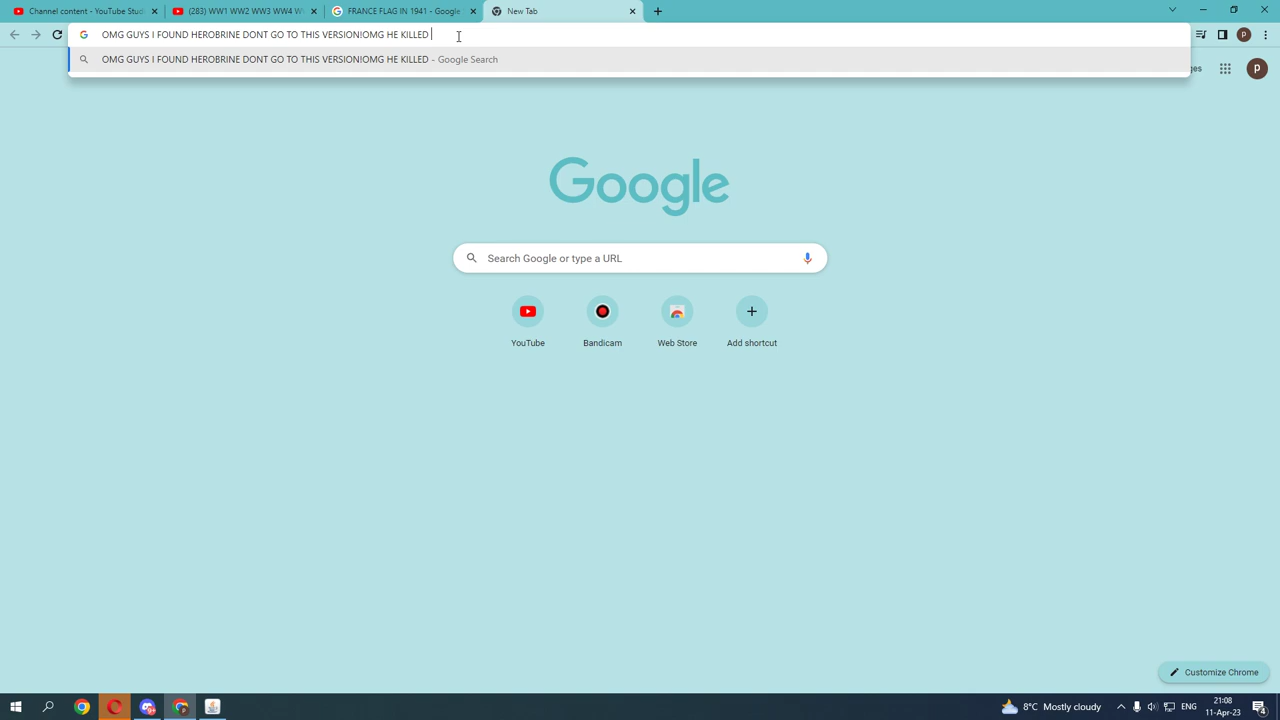 Channel content - YouTube Stud
(283) WW1 WW2 WW3 WW4 W
FRANCE FLAG IN 1941 - Google
New Tab
OMG GUYS I FOUND HEROBRINE DONT GO TO THIS VERSION!OMG HE KILLED
OMG GUYS I FOUND HEROBRINE DONT GO TO THIS VERSION!OMG HE KILLED - Google Search
ges
P
Google
Search Google or type a URL
YouTube
Bandicam
Web Store
Add shortcut
Customize Chrome
8°C Mostly cloudy
ENG
21:08
11-Apr-23
4